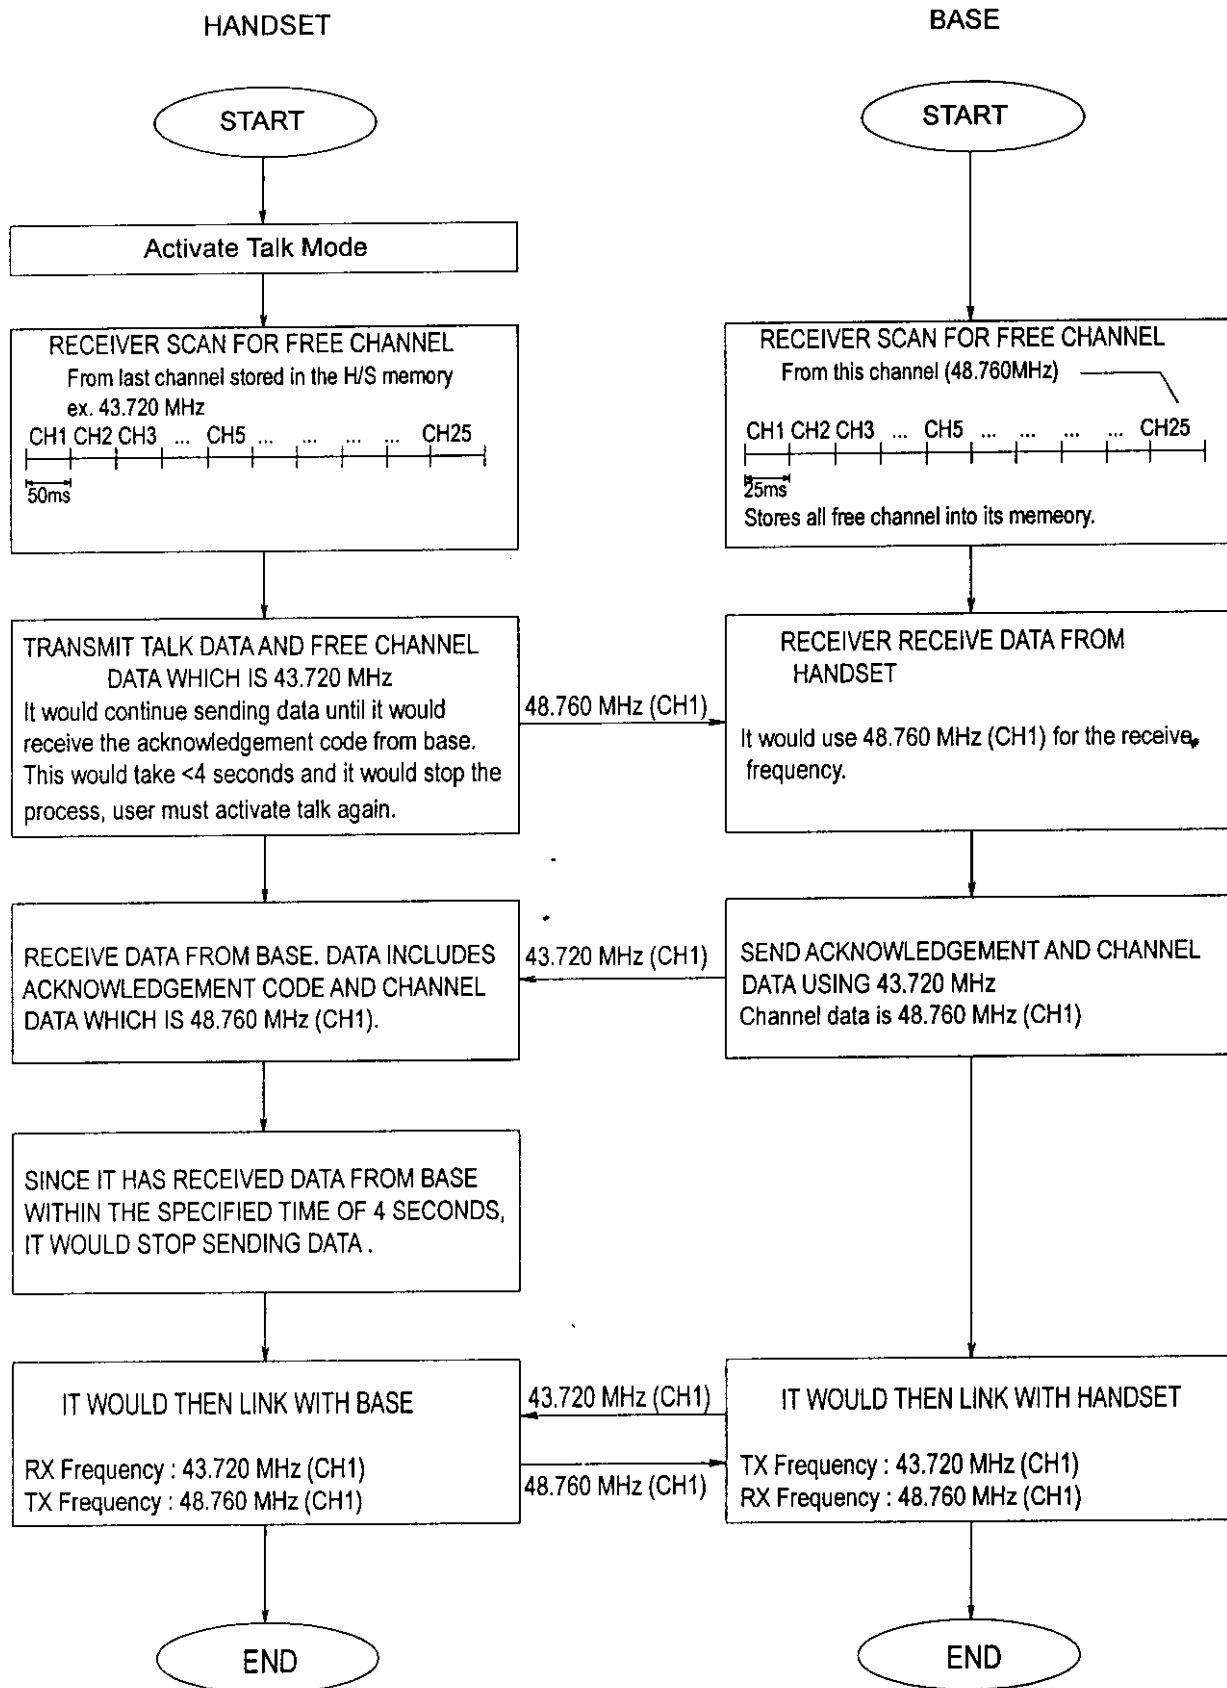 HANDSET
START
Activate Talk Mode
RECEIVER SCAN FOR FREE CHANNEL
From last channel stored in the H/S memory
ex. 43.720 MHz
CH1 CH2 CH3 ... CH5 ... ... ... ... CH25
50ms
TRANSMIT TALK DATA AND FREE CHANNEL
DATA WHICH IS 43.720 MHz
It would continue sending data until it would
receive the acknowledgement code from base.
This would take <4 seconds and it would stop the
process, user must activate talk again.
48.760 MHz (CH1)
RECEIVE DATA FROM BASE. DATA INCLUDES
ACKNOWLEDGEMENT CODE AND CHANNEL
DATA WHICH IS 48.760 MHz (CH1).
43.720 MHz (CH1)
SINCE IT HAS RECEIVED DATA FROM BASE
WITHIN THE SPECIFIED TIME OF 4 SECONDS,
IT WOULD STOP SENDING DATA .
IT WOULD THEN LINK WITH BASE
RX Frequency : 43.720 MHz (CH1)
TX Frequency : 48.760 MHz (CH1)
43.720 MHz (CH1)
48.760 MHz (CH1)
END
BASE
START
RECEIVER SCAN FOR FREE CHANNEL
From this channel (48.760MHz)
CH1 CH2 CH3 ... CH5 ... ... ... ... CH25
25ms
Stores all free channel into its memeory.
RECEIVER RECEIVE DATA FROM
HANDSET
It would use 48.760 MHz (CH1) for the receive
frequency.
SEND ACKNOWLEDGEMENT AND CHANNEL
DATA USING 43.720 MHz
Channel data is 48.760 MHz (CH1)
IT WOULD THEN LINK WITH HANDSET
TX Frequency : 43.720 MHz (CH1)
RX Frequency : 48.760 MHz (CH1)
END